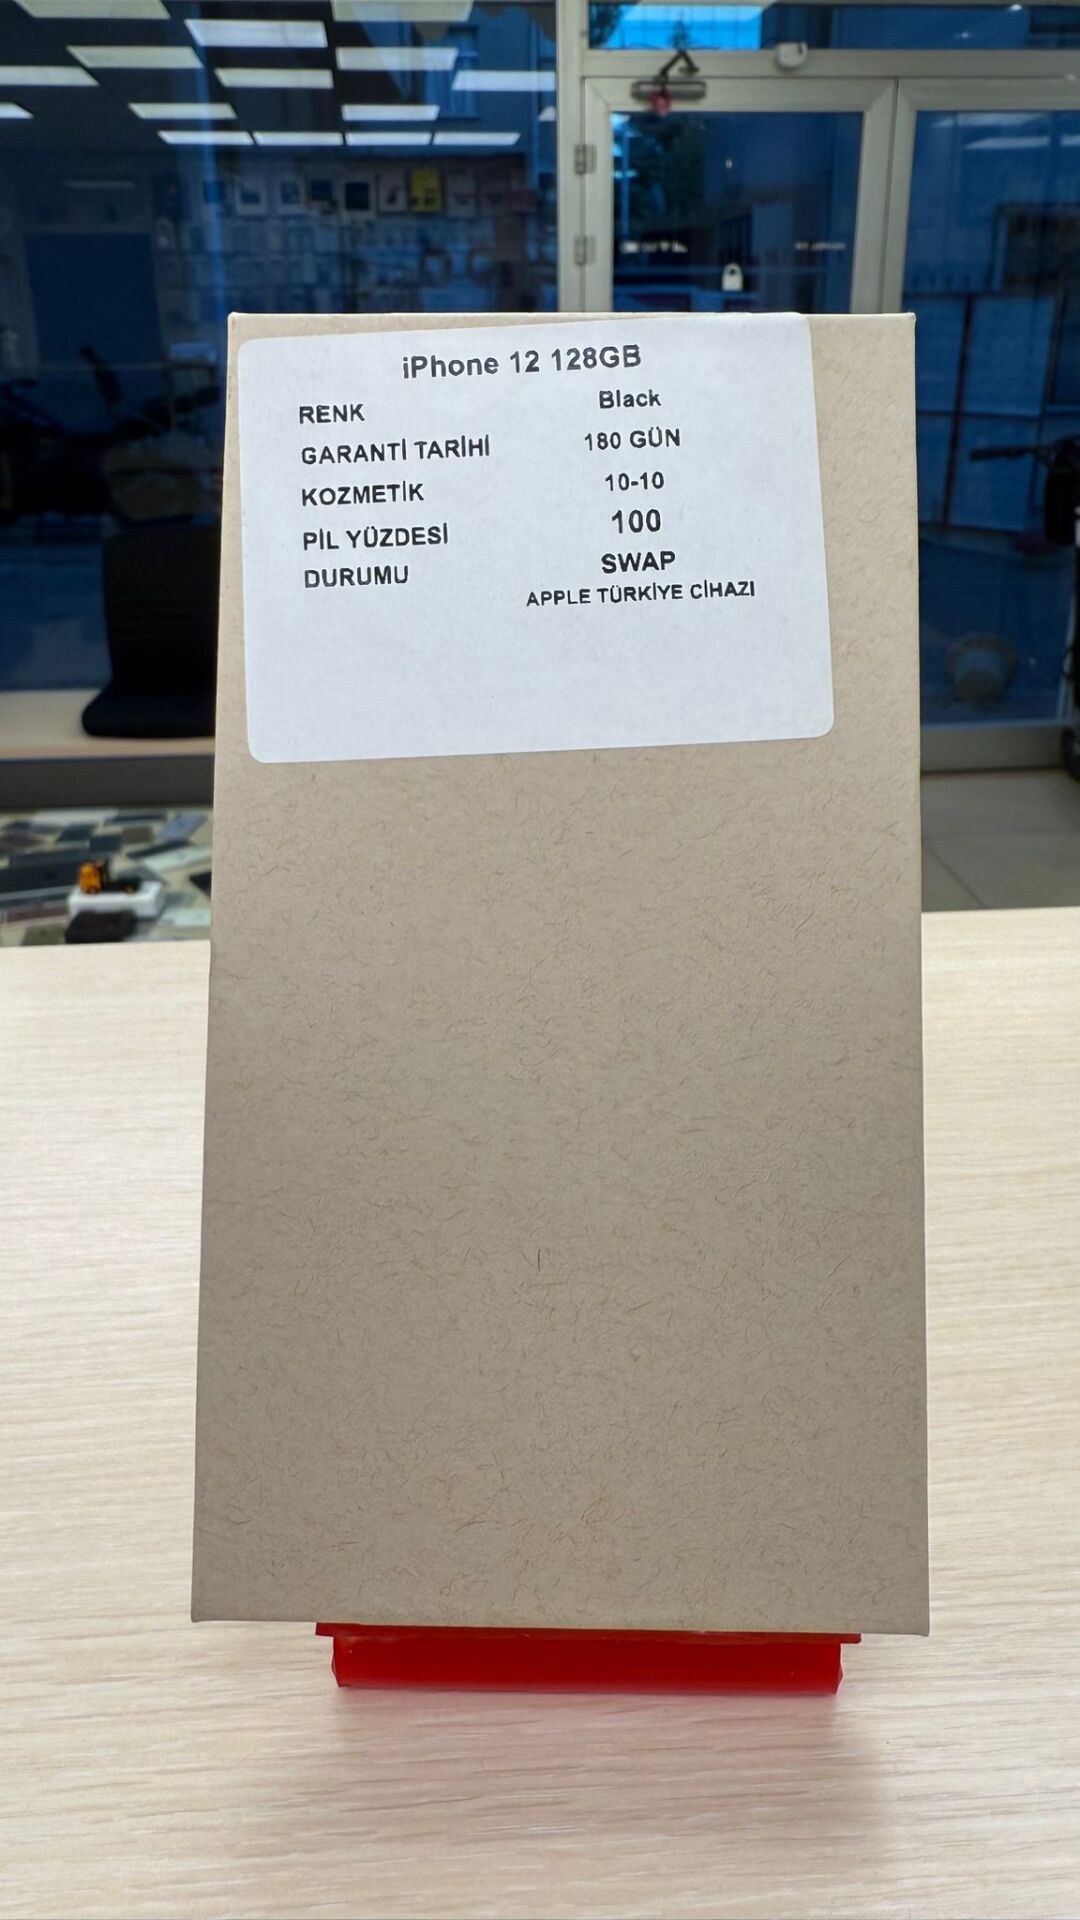 iPhone 12 128GB
RENK Black
GARANTİ TARİHİ 180 GÜN
KOZMETİK 10-10
PİL YÜZDESİ 100
DURUMU SWAP
APPLE TÜRKİYE CİHAZI